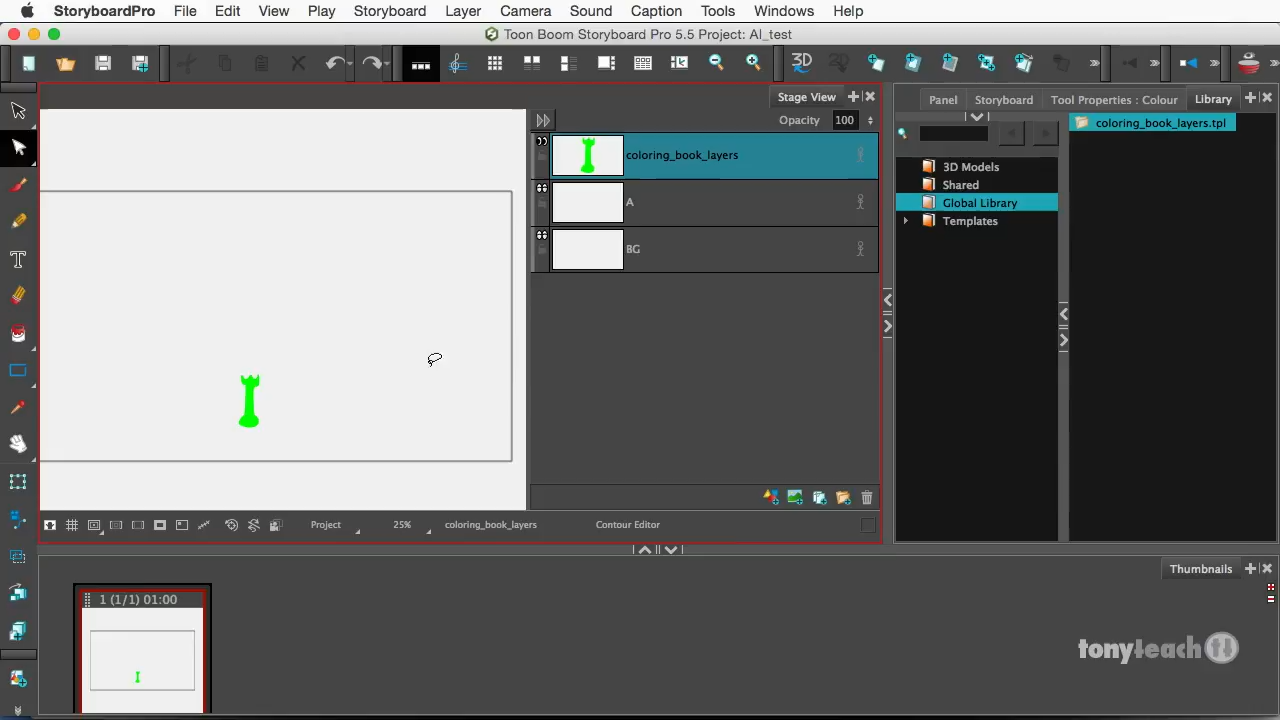 StoryboardPro File Edit View Play Storyboard Layer Camera Sound Caption Tools Windows Help
Toon Boom Storyboard Pro 5.5 Project: AI_test
3D
Stage View
Panel Storyboard Tool Properties : Colour Library
Opacity 100
coloring_book_layers
A
BG
3D Models
Shared
Global Library
Templates
coloring_book_layers.tpl
T
Project 25% coloring_book_layers Contour Editor
Thumbnails
1 (1/1) 01:00
tonyteach